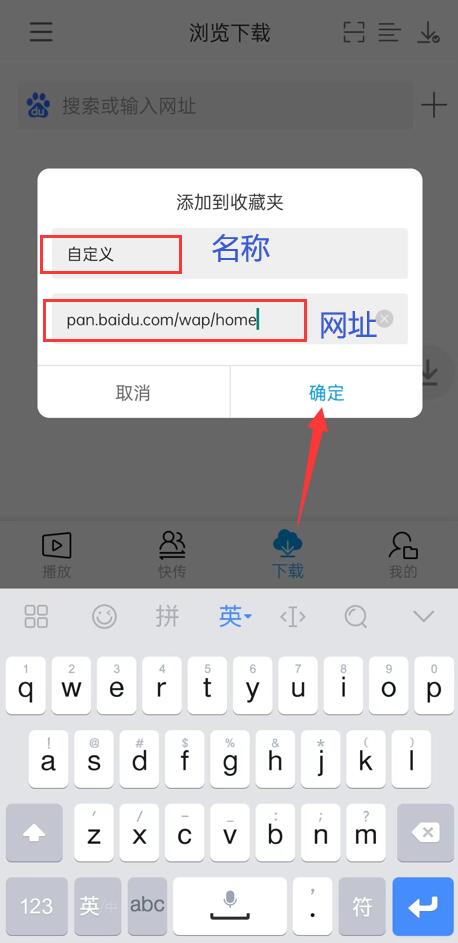 浏览下载
du 搜索或输入网址
添加到收藏夹
自定义 名称
pan.baidu.com/wap/home 网址
取消 确定
播放 快传 下载 我的
拼 英
1 2 3 4 5 6 7 8 9 0
q w e r t y u i o p
! @ # $ % & * ( )
a s d f g h j k l
' / - _ : ; ?
z x c v b n m
123 英/中 abc , . 符